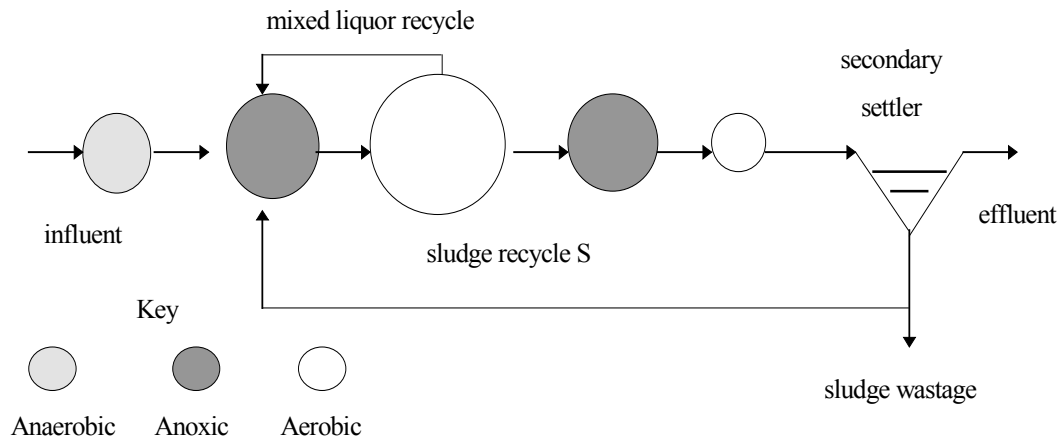 mixed liquor recycle
secondary
settler
influent
effluent
sludge recycle S
Key
sludge wastage
Anaerobic Anoxic Aerobic